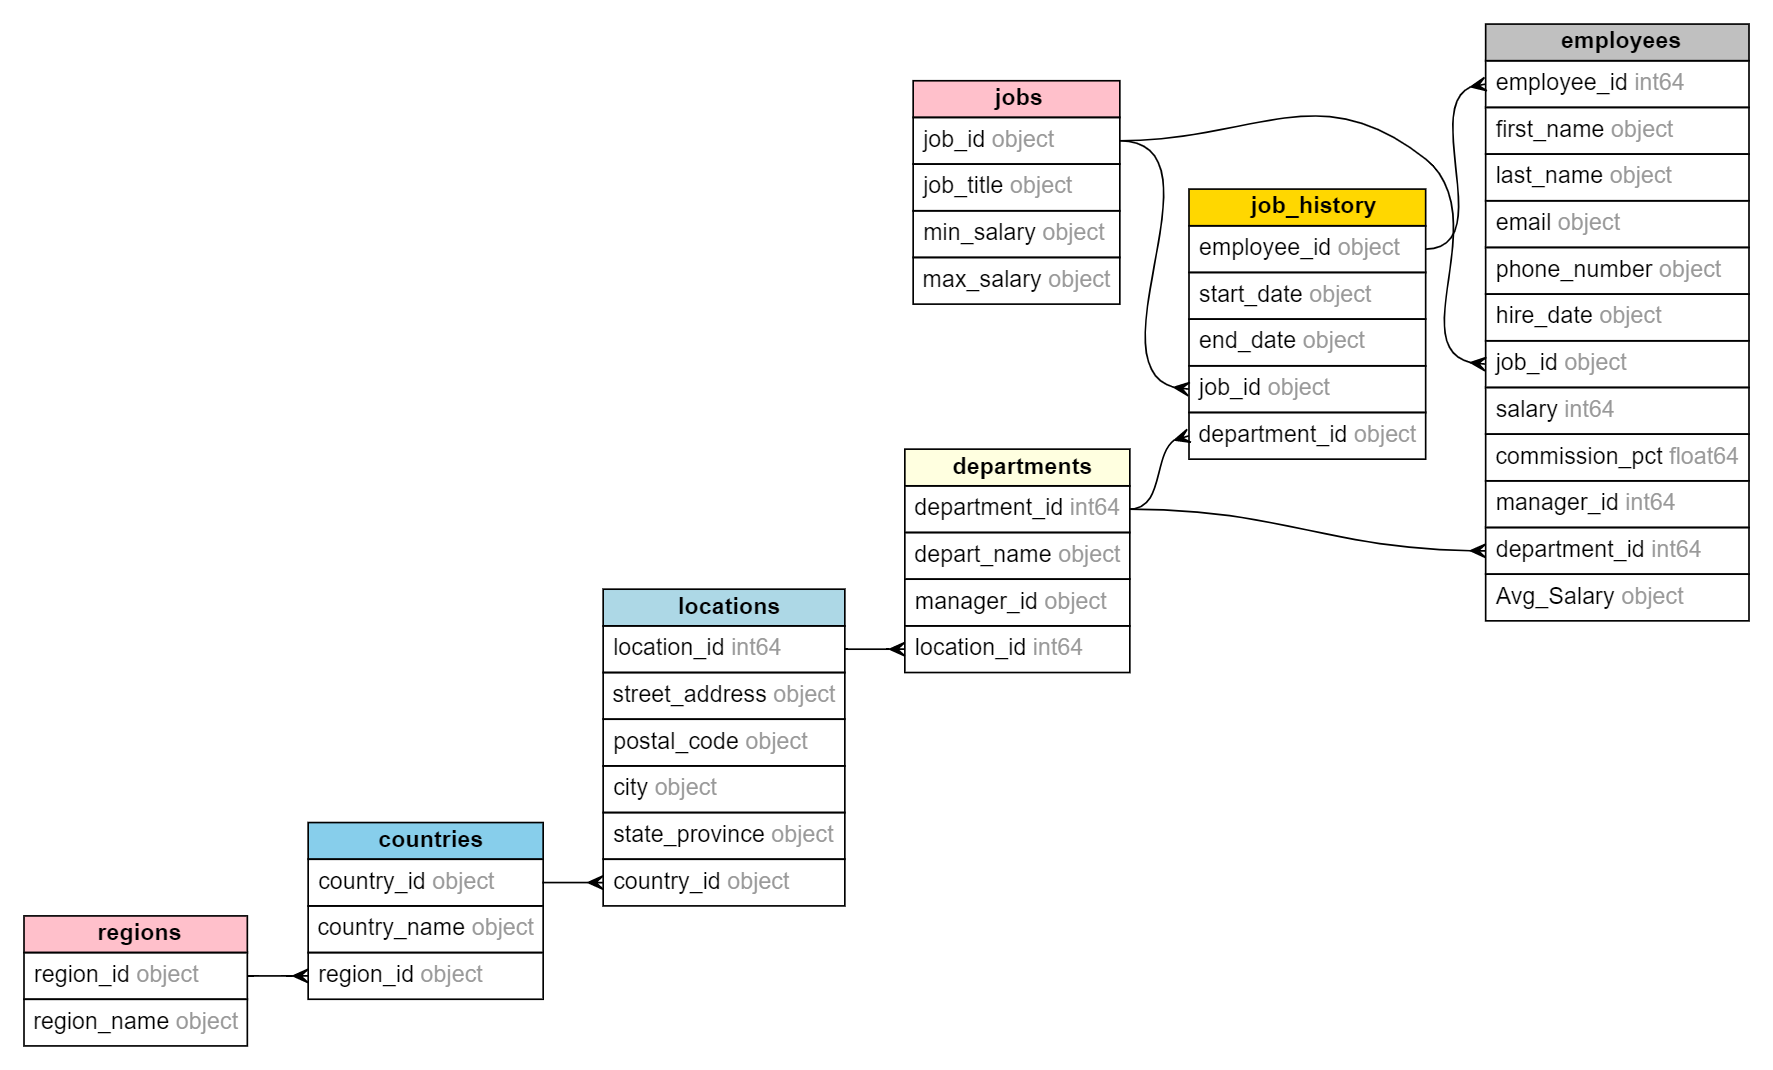 employees
employee_id int64
first_name object
last_name object
email object
phone_number object
hire_date object
job_id object
salary int64
commission_pct float64
manager_id int64
department_id int64
Avg_Salary object
jobs
job_id object
job_title object
min_salary object
max_salary object
job_history
employee_id object
start_date object
end_date object
job_id object
department_id object
departments
department_id int64
depart_name object
manager_id object
location_id int64
locations
location_id int64
street_address object
postal_code object
city object
state_province object
country_id object
countries
country_id object
country_name object
region_id object
regions
region_id object
region_name object